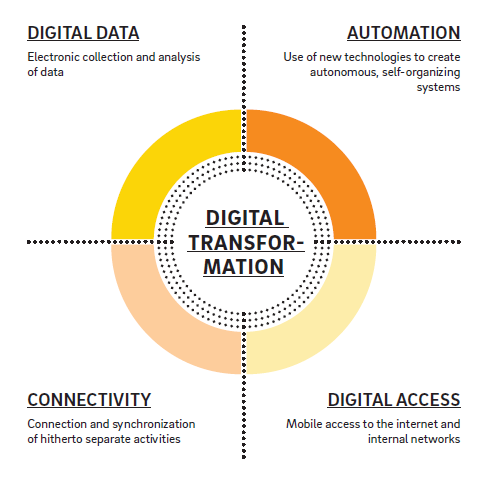 DIGITAL DATA
Electronic collection and analysis
of data
AUTOMATION
Use of new technologies to create
autonomous, self-organizing
systems
DIGITAL
TRANSFOR-
MATION
CONNECTIVITY
Connection and synchronization
of hitherto separate activities
DIGITAL ACCESS
Mobile access to the internet and
internal networks